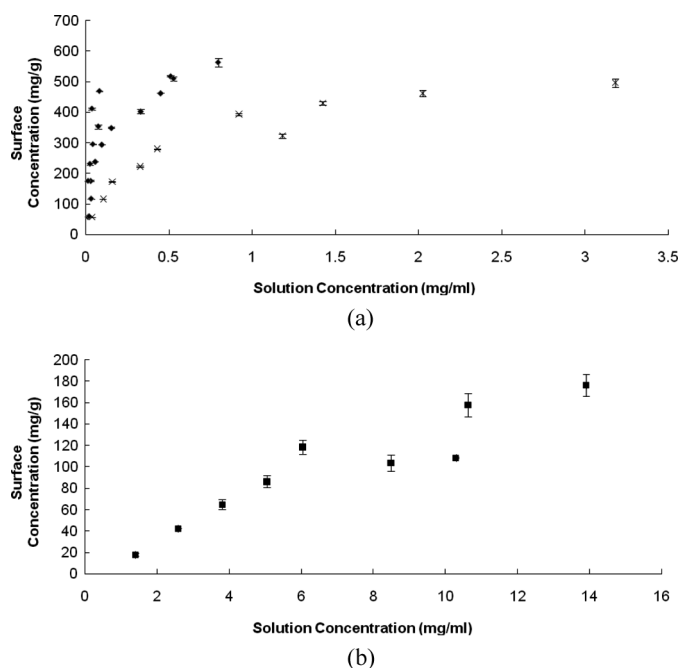 700
600
500
400
300
200
100
0
Surface
Concentration (mg/g)
0 0.5 1 1.5 2 2.5 3 3.5
Solution Concentration (mg/ml)
(a)
200
180
160
140
120
100
80
60
40
20
0
Surface
Concentration (mg/g)
0 2 4 6 8 10 12 14 16
Solution Concentration (mg/ml)
(b)